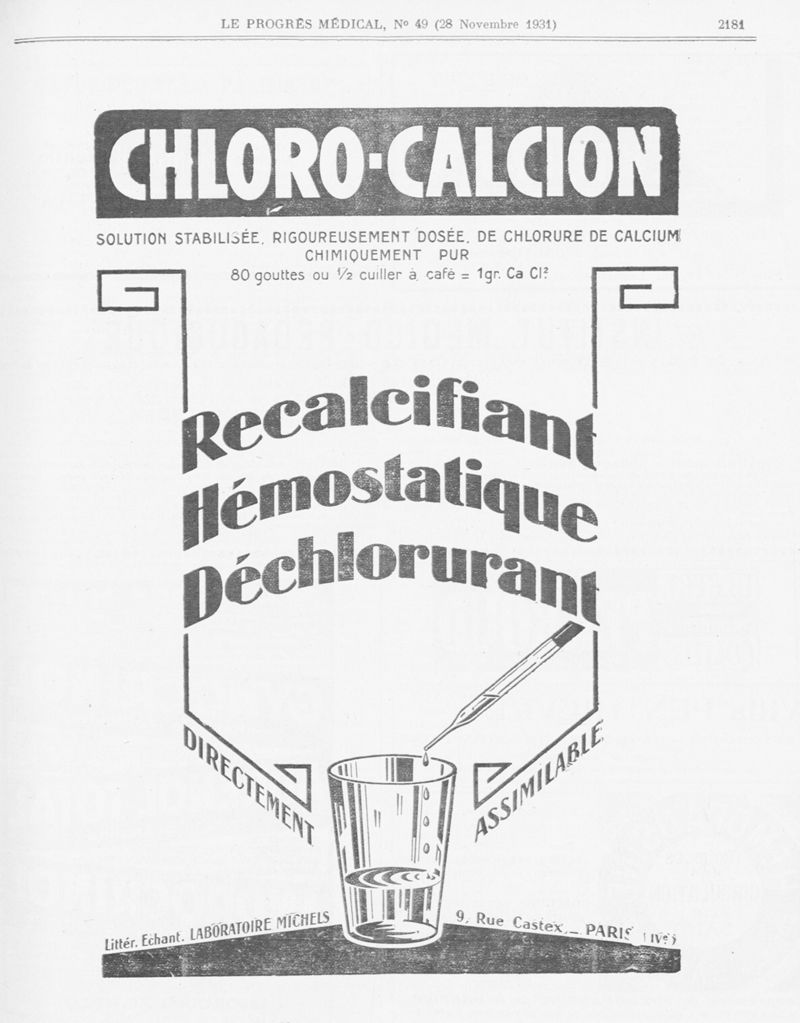 LE PROGRÈS MÉDICAL, No 49 (28 Novembre 1931) 2181
CHLORO-CALCION
SOLUTION STABILISÉE, RIGOUREUSEMENT DOSÉE, DE CHLORURE DE CALCIUM
CHIMIQUEMENT PUR
80 gouttes ou ½ cuiller à café = 1gr. Ca Cl²
Recalcifiant
Hémostatique
Déchlorurant
DIRECTEMENT
ASSIMILABLE
Littér. Echant. LABORATOIRE MICHELS
9, Rue Castex, _ PARIS (IVe)